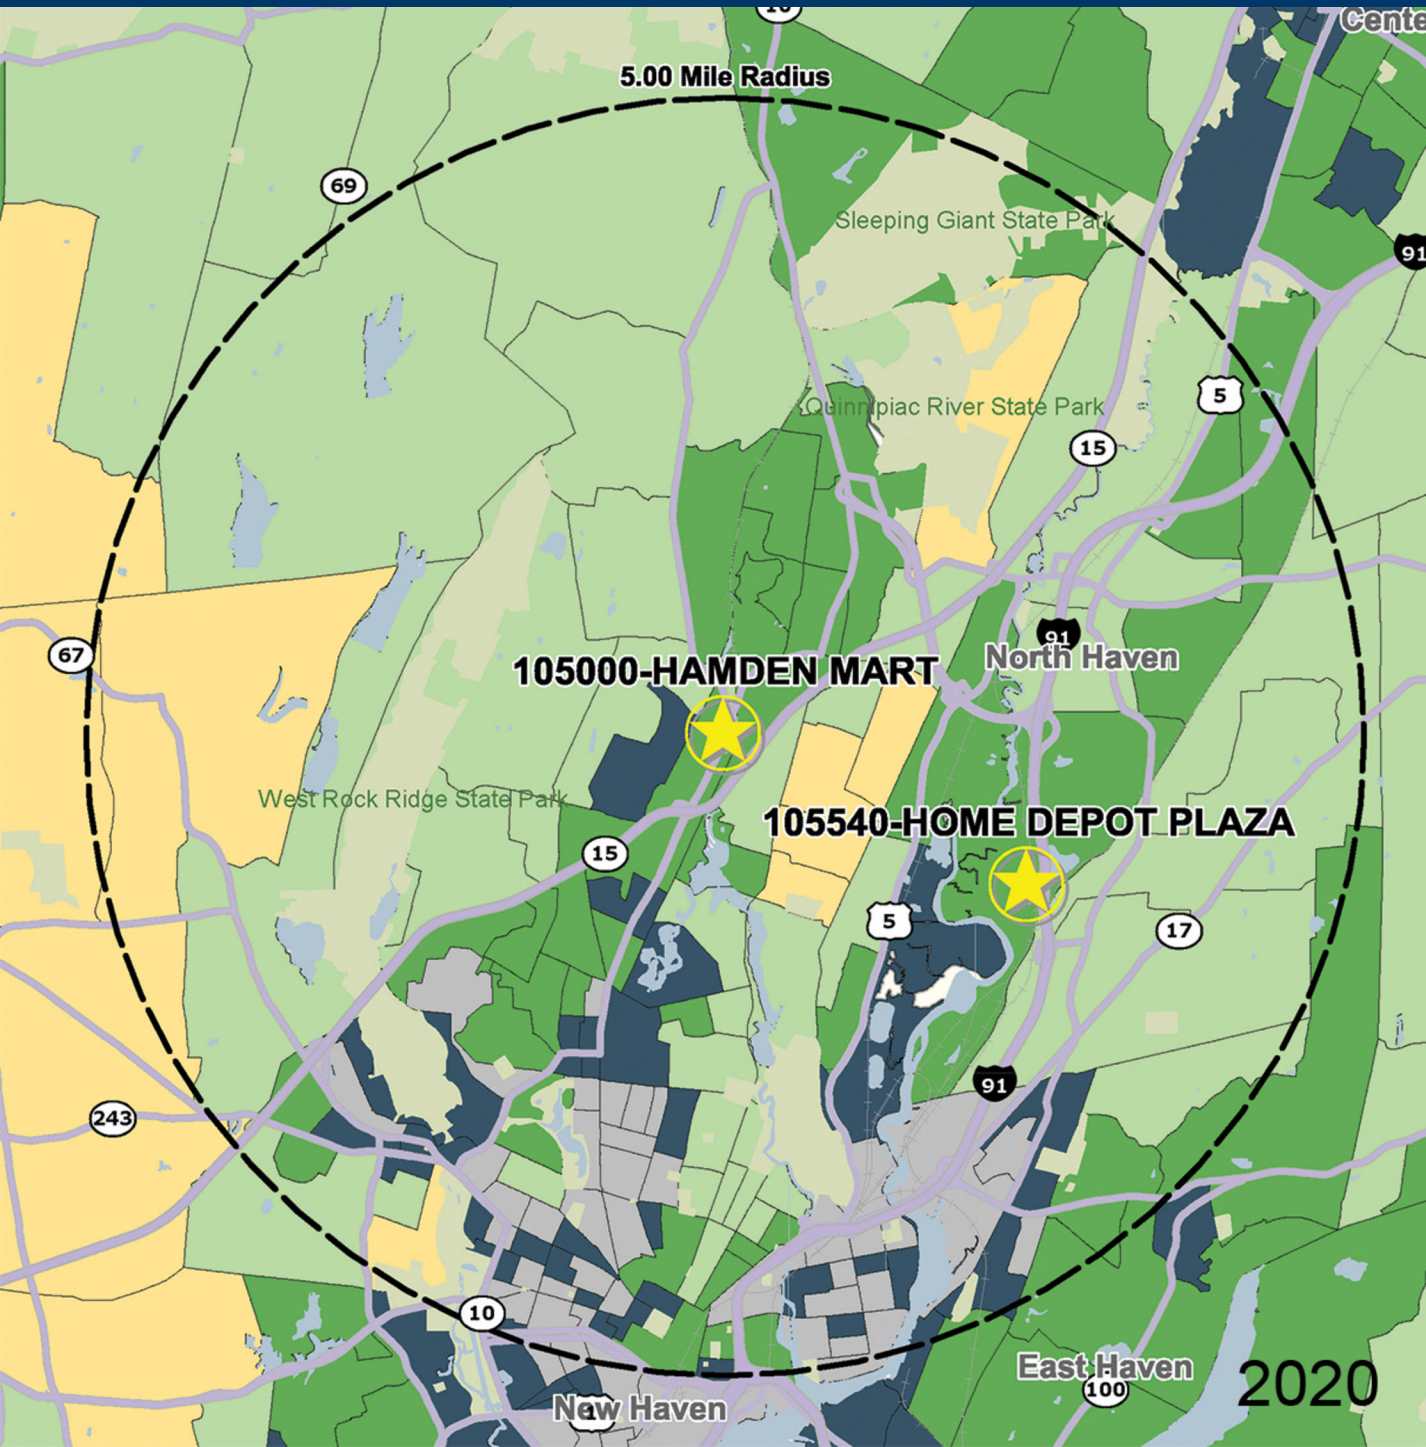 10
Cente
5.00 Mile Radius
69
Sleeping Giant State Park
91
5
Quinnipiac River State Park
15
91
67
North Haven
105000-HAMDEN MART
West Rock Ridge State Park
105540-HOME DEPOT PLAZA
15
5
17
91
243
10
East Haven
100
2020
New Haven
1